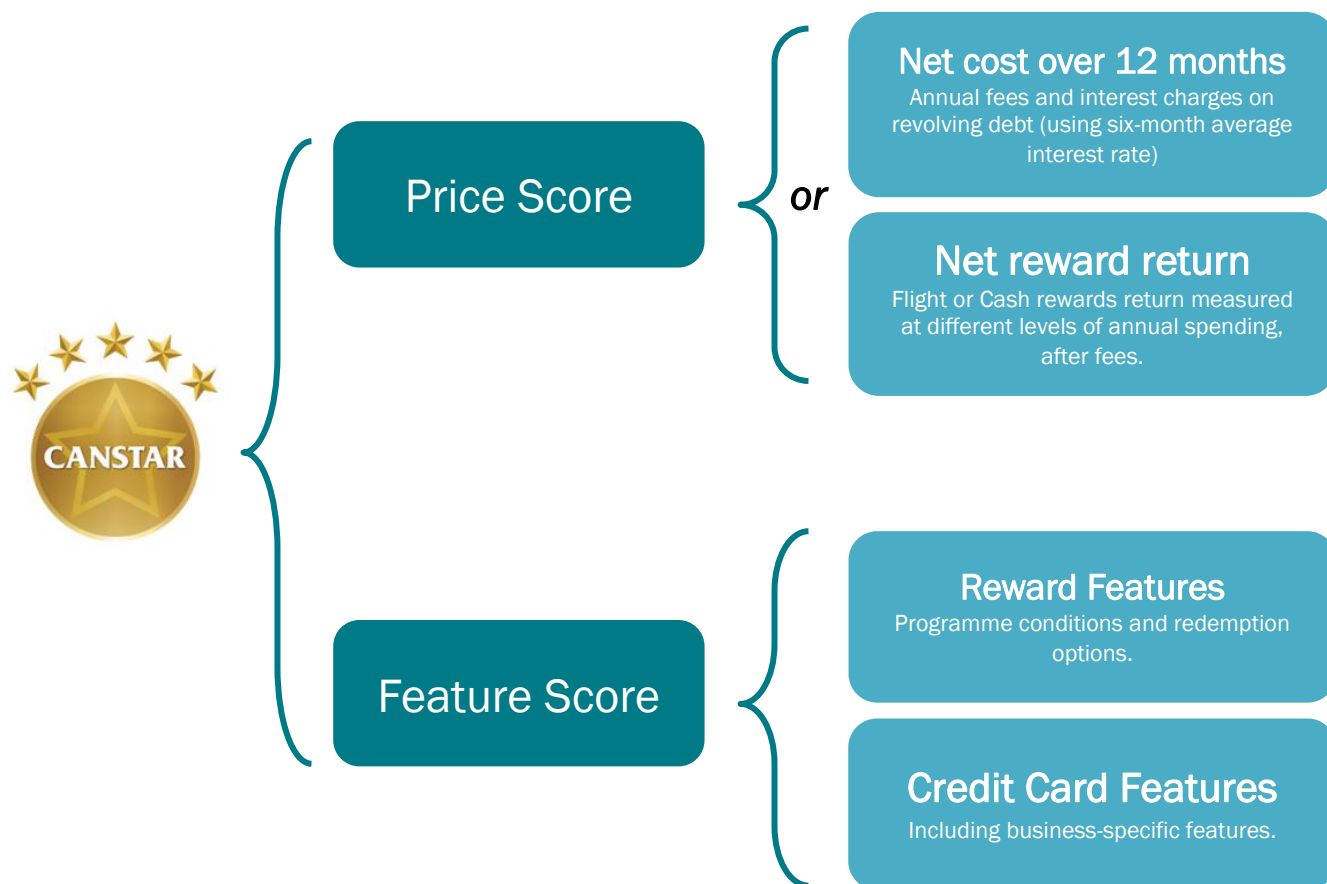 CANSTAR
Price Score
or
Net cost over 12 months
Annual fees and interest charges on
revolving debt (using six-month average
interest rate)
Net reward return
Flight or Cash rewards return measured
at different levels of annual spending,
after fees.
Feature Score
Reward Features
Programme conditions and redemption
options.
Credit Card Features
Including business-specific features.